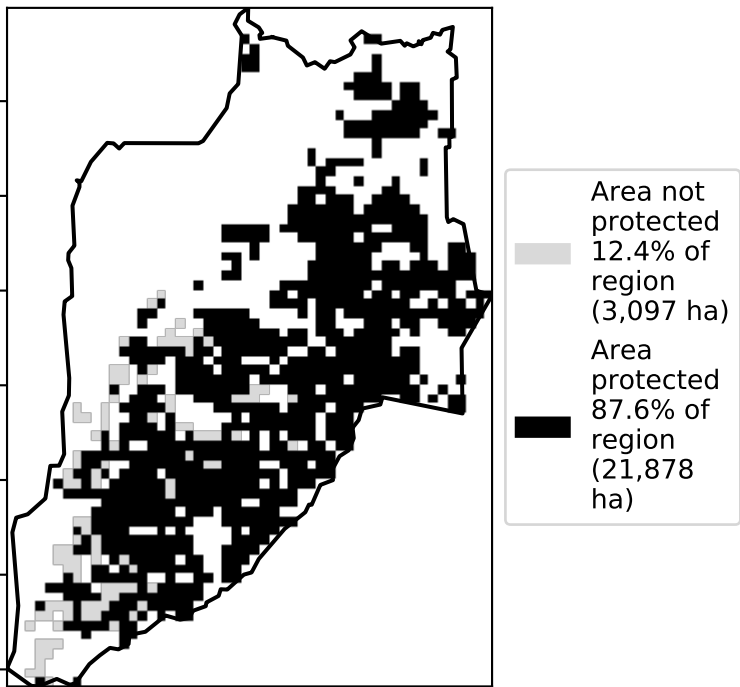 Area not
protected
12.4% of
region
(3,097 ha)
Area
protected
87.6% of
region
(21,878
ha)